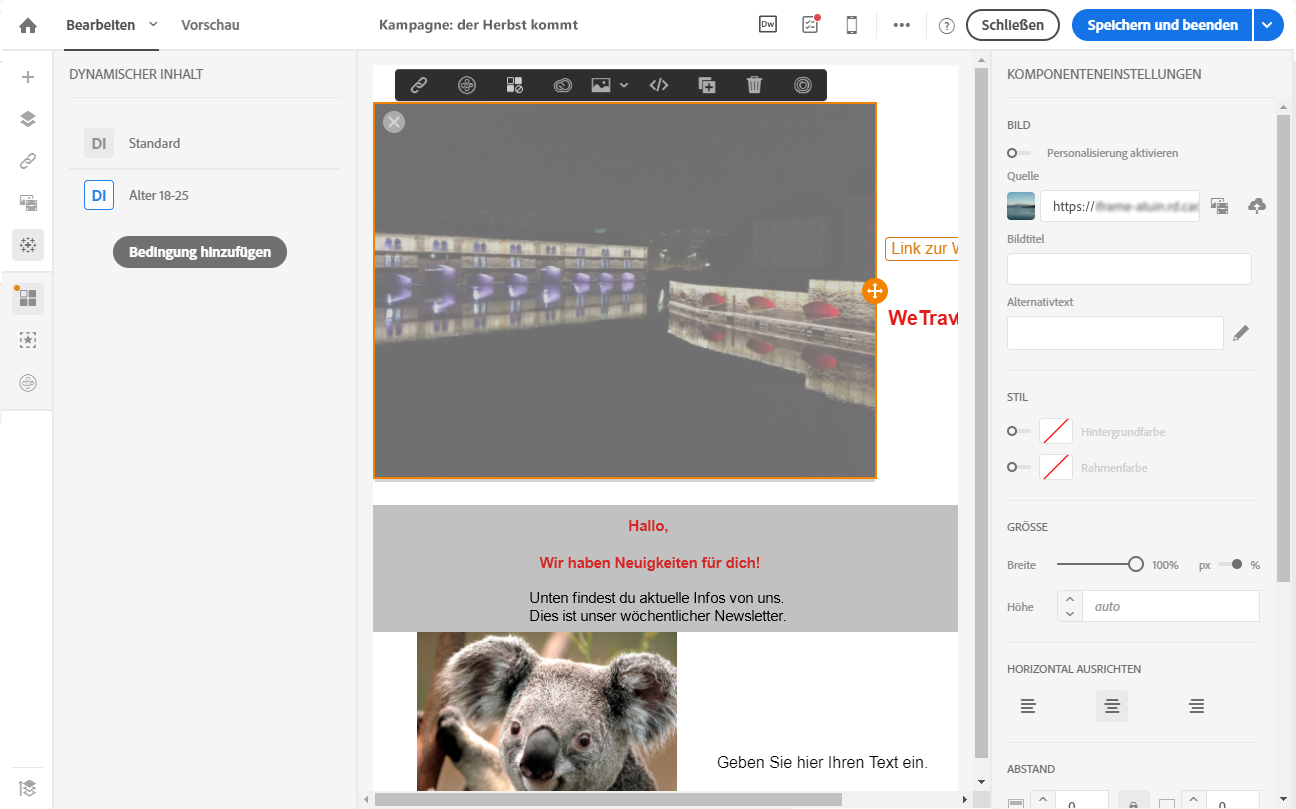 Bearbeiten
Vorschau
Kampagne: der Herbst kommt
Dw
?
Schließen
Speichern und beenden
DYNAMISCHER INHALT
DI Standard
DI Alter 18-25
Bedingung hinzufügen
Link zur W
WeTrav
Hallo,
Wir haben Neuigkeiten für dich!
Unten findest du aktuelle Infos von uns.
Dies ist unser wöchentlicher Newsletter.
Geben Sie hier Ihren Text ein.
KOMPONENTENEINSTELLUNGEN
BILD
Personalisierung aktivieren
Quelle
https://
Bildtitel
Alternativtext
STIL
Hintergrundfarbe
Rahmenfarbe
GRÖSSE
Breite 100% px %
Höhe auto
HORIZONTAL AUSRICHTEN
ABSTAND
0 0